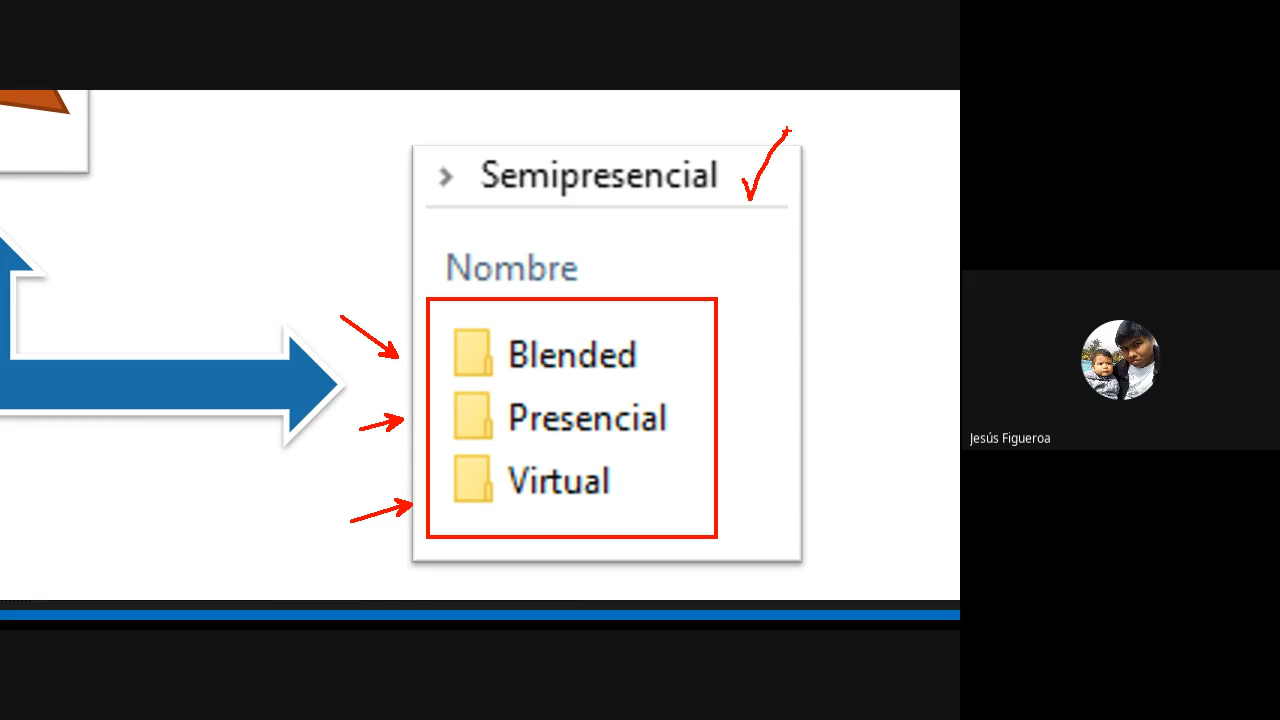 Semipresencial
Nombre
Blended
Presencial
Virtual
Jesús Figueroa